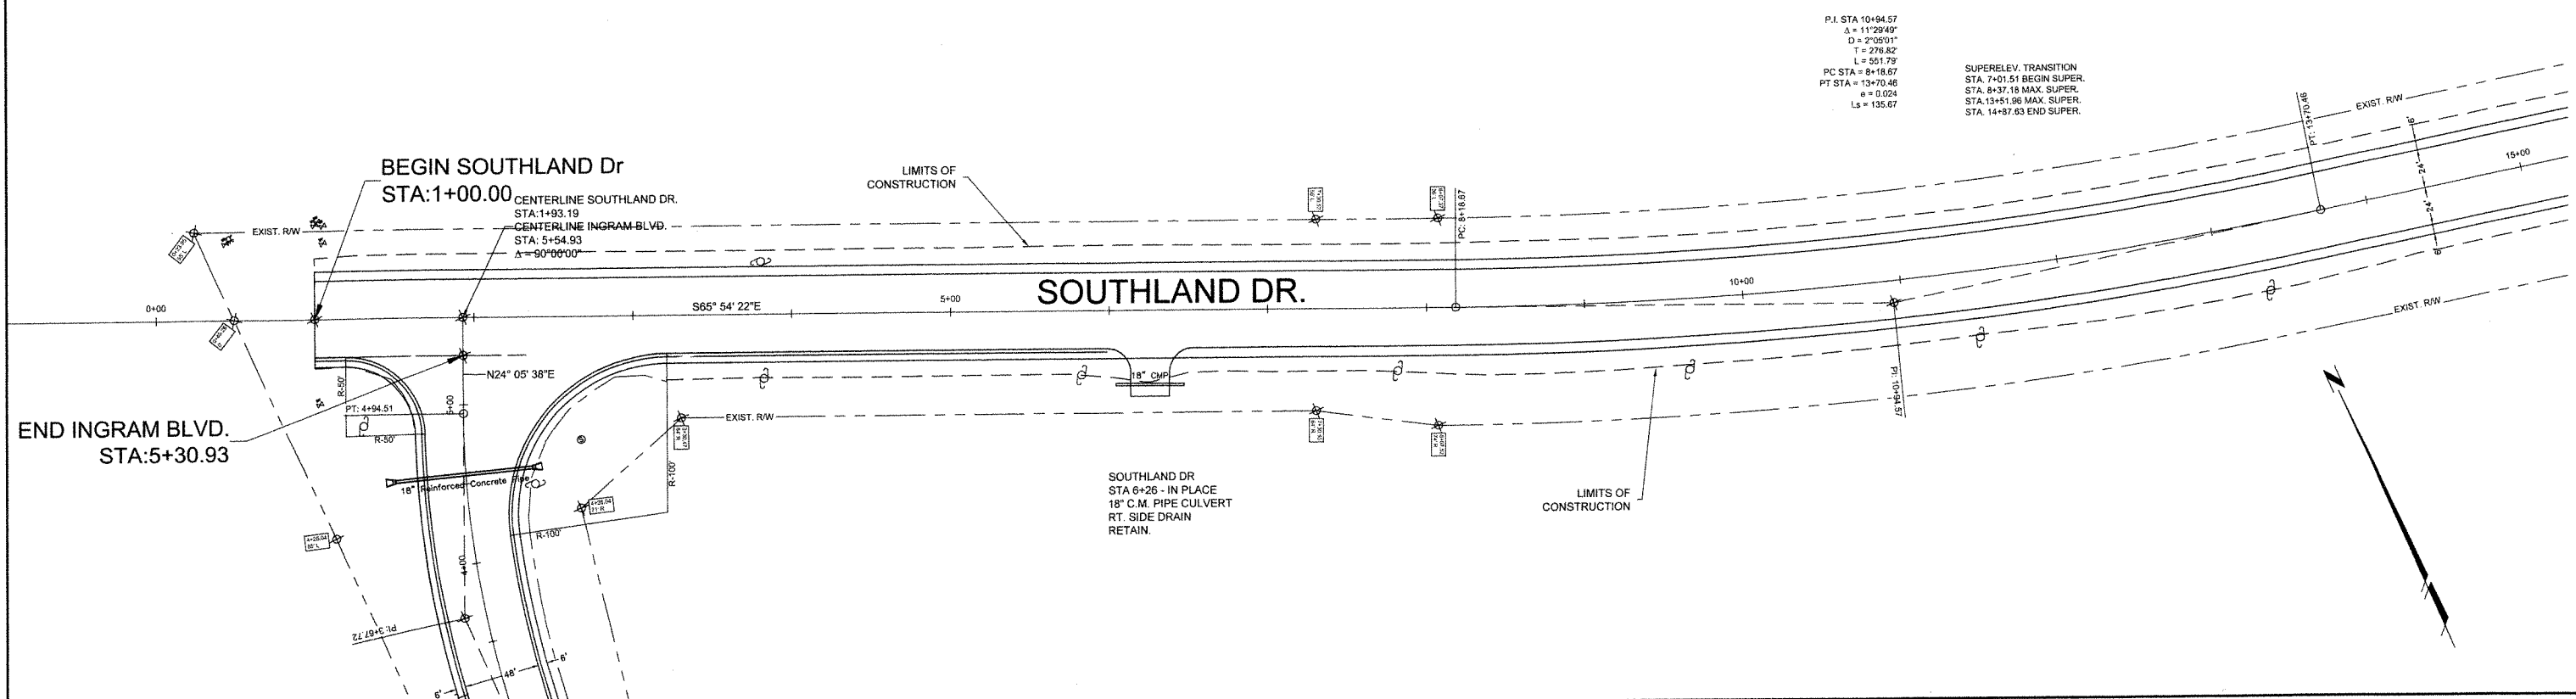 P.I. STA 10+94.57
Δ = 11°29'49"
D = 2°05'01"
T = 276.82'
L = 551.79'
PC STA = 8+18.67
PT STA = 13+70.46
e = 0.024
Ls = 135.67
SUPERELEV. TRANSITION
STA. 7+01.51 BEGIN SUPER.
STA. 8+37.18 MAX. SUPER.
STA.13+51.96 MAX. SUPER.
STA. 14+87.63 END SUPER.
BEGIN SOUTHLAND Dr
STA:1+00.00
CENTERLINE SOUTHLAND DR.
STA:1+93.19
CENTERLINE INGRAM BLVD.
STA: 5+54.93
Δ = 90°00'00"
LIMITS OF
CONSTRUCTION
EXIST. R/W
EXIST. R/W
PT: 13+70.46
6'
24'
24'
6'
15+00
PC: 8+18.67
0+00
S65° 54' 22"E
5+00
SOUTHLAND DR.
10+00
EXIST. R/W
PI: 10+94.57
N24° 05' 38"E
R-50'
PT: 4+94.51
R-50'
5+00
18" CMP
EXIST. R/W
END INGRAM BLVD.
STA:5+30.93
18" Reinforced Concrete Pipe
R-100'
R-100'
SOUTHLAND DR
STA 6+26 - IN PLACE
18" C.M. PIPE CULVERT
RT. SIDE DRAIN
RETAIN.
LIMITS OF
CONSTRUCTION
4+00
PI: 3+67.72
6'
48'
6'